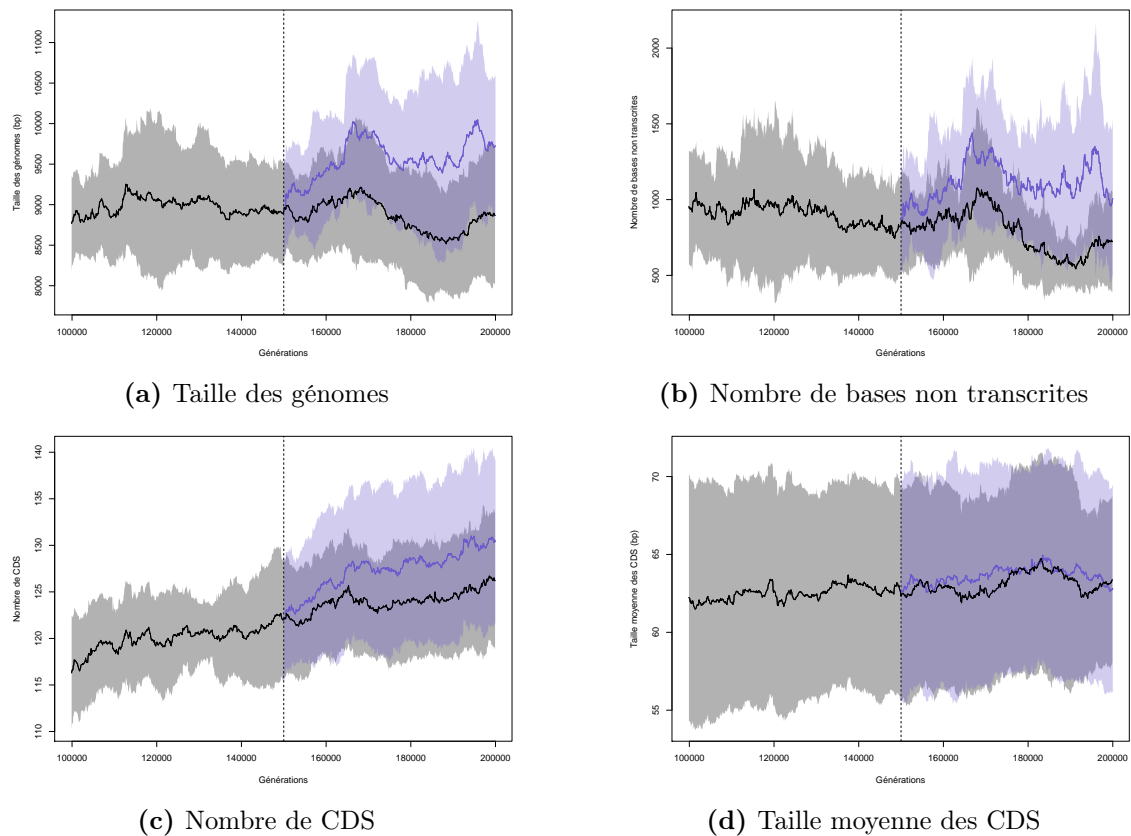 Taille des génomes (bp)
8000 8500 9000 9500 10000 10500 11000
100000 120000 140000 160000 180000 200000
Générations
(a) Taille des génomes
Nombre de bases non transcrites
500 1000 1500 2000
100000 120000 140000 160000 180000 200000
Générations
(b) Nombre de bases non transcrites
Nombre de CDS
110 115 120 125 130 135 140
100000 120000 140000 160000 180000 200000
Générations
(c) Nombre de CDS
Taille moyenne des CDS (bp)
55 60 65 70
100000 120000 140000 160000 180000 200000
Générations
(d) Taille moyenne des CDS